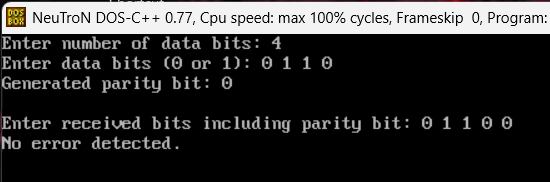 DOS BOX NeuTroN DOS-C++ 0.77, Cpu speed: max 100% cycles, Frameskip 0, Program:
Enter number of data bits: 4
Enter data bits (0 or 1): 0 1 1 0
Generated parity bit: 0
Enter received bits including parity bit: 0 1 1 0 0
No error detected.